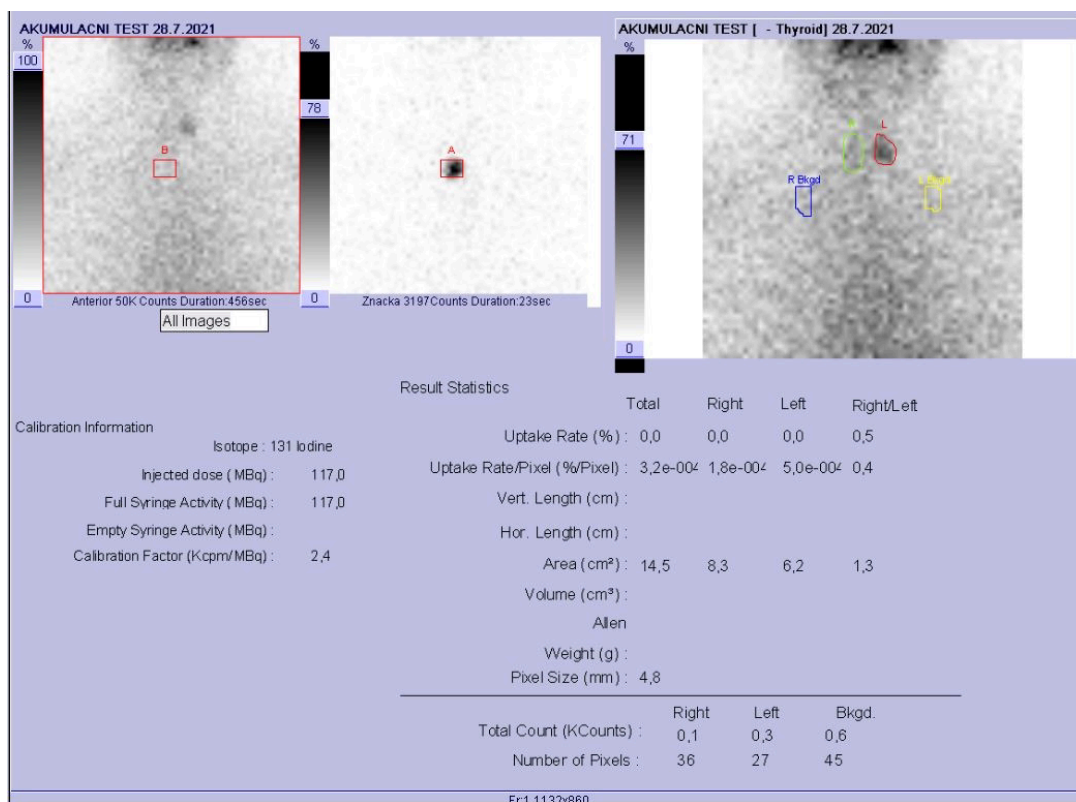 AKUMULACNI TEST 28.7.2021
%
100
0
B
Anterior 50K Counts Duration:456sec
All Images
%
78
0
A
Znacka 3197Counts Duration:23sec
AKUMULACNI TEST [ - Thyroid] 28.7.2021
%
71
0
L
R Bkgd
Bkgd
Calibration Information
Isotope : 131 Iodine
Injected dose (MBq) : 117,0
Full Syringe Activity (MBq) : 117,0
Empty Syringe Activity (MBq) :
Calibration Factor (Kcpm/MBq) : 2,4
Result Statistics
Total Right Left Right/Left
Uptake Rate (%) : 0,0 0,0 0,0 0,5
Uptake Rate/Pixel (%/Pixel) : 3,2e-004 1,8e-004 5,0e-004 0,4
Vert. Length (cm) :
Hor. Length (cm) :
Area (cm²) : 14,5 8,3 6,2 1,3
Volume (cm³) :
Allen
Weight (g) :
Pixel Size (mm) : 4,8
Right Left Bkgd.
Total Count (KCounts) : 0,1 0,3 0,6
Number of Pixels : 36 27 45